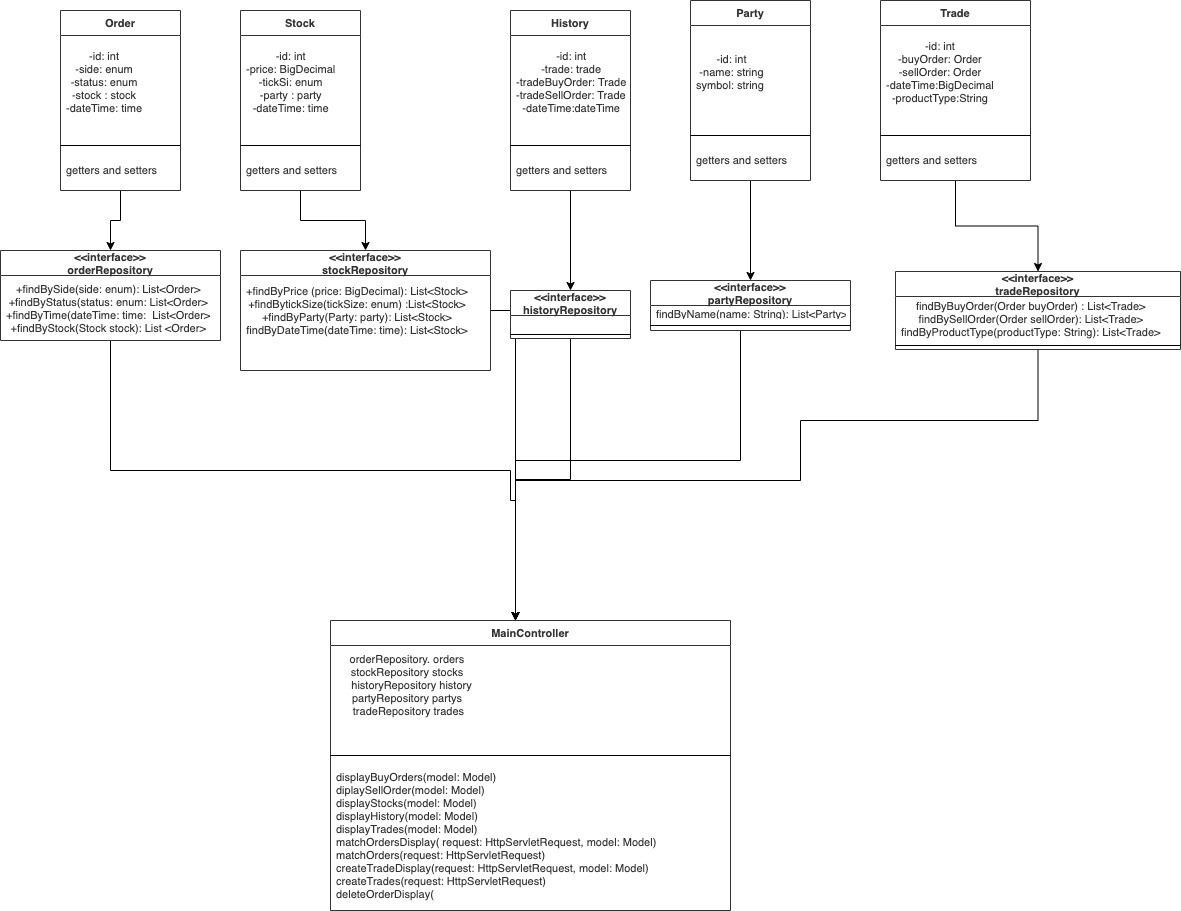 Order
-id: int
-side: enum
-status: enum
-stock : stock
-dateTime: time
getters and setters
Stock
-id: int
-price: BigDecimal
-tickSi: enum
-party : party
-dateTime: time
getters and setters
History
-id: int
-trade: trade
-tradeBuyOrder: Trade
-tradeSellOrder: Trade
-dateTime:dateTime
getters and setters
Party
-id: int
-name: string
symbol: string
getters and setters
Trade
-id: int
-buyOrder: Order
-sellOrder: Order
-dateTime:BigDecimal
-productType:String
getters and setters
<<interface>>
orderRepository
+findBySide(side: enum): List<Order>
+findByStatus(status: enum: List<Order>
+findByTime(dateTime: time: List<Order>
+findByStock(Stock stock): List <Order>
<<interface>>
stockRepository
+findByPrice (price: BigDecimal): List<Stock>
+findBytickSize(tickSize: enum) :List<Stock>
+findByParty(Party: party): List<Stock>
findByDateTime(dateTime: time): List<Stock>
<<interface>>
historyRepository
<<interface>>
partyRepository
findByName(name: String): List<Party>
<<interface>>
tradeRepository
findByBuyOrder(Order buyOrder) : List<Trade>
findBySellOrder(Order sellOrder): List<Trade>
findByProductType(productType: String): List<Trade>
MainController
orderRepository. orders
stockRepository stocks
historyRepository history
partyRepository partys
tradeRepository trades
displayBuyOrders(model: Model)
diplaySellOrder(model: Model)
displayStocks(model: Model)
displayHistory(model: Model)
displayTrades(model: Model)
matchOrdersDisplay( request: HttpServletRequest, model: Model)
matchOrders(request: HttpServletRequest)
createTradeDisplay(request: HttpServletRequest, model: Model)
createTrades(request: HttpServletRequest)
deleteOrderDisplay(